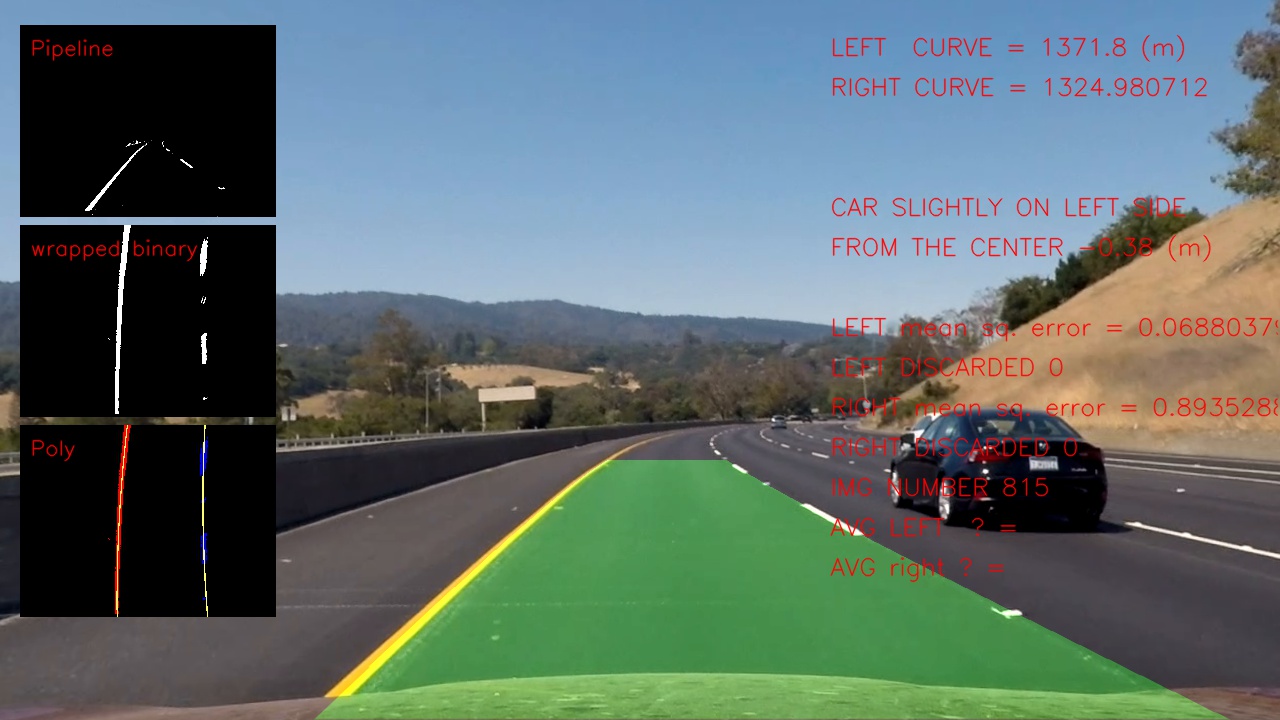 Pipeline
wrapped binary
Poly
LEFT CURVE = 1371.8 (m)
RIGHT CURVE = 1324.980712
CAR SLIGHTLY ON LEFT SIDE
FROM THE CENTER -0.38 (m)
LEFT mean sq. error = 0.0688037
LEFT DISCARDED 0
RIGHT mean sq. error = 0.893528
RIGHT DISCARDED 0
IMG NUMBER 815
AVG LEFT ? =
AVG right ? =